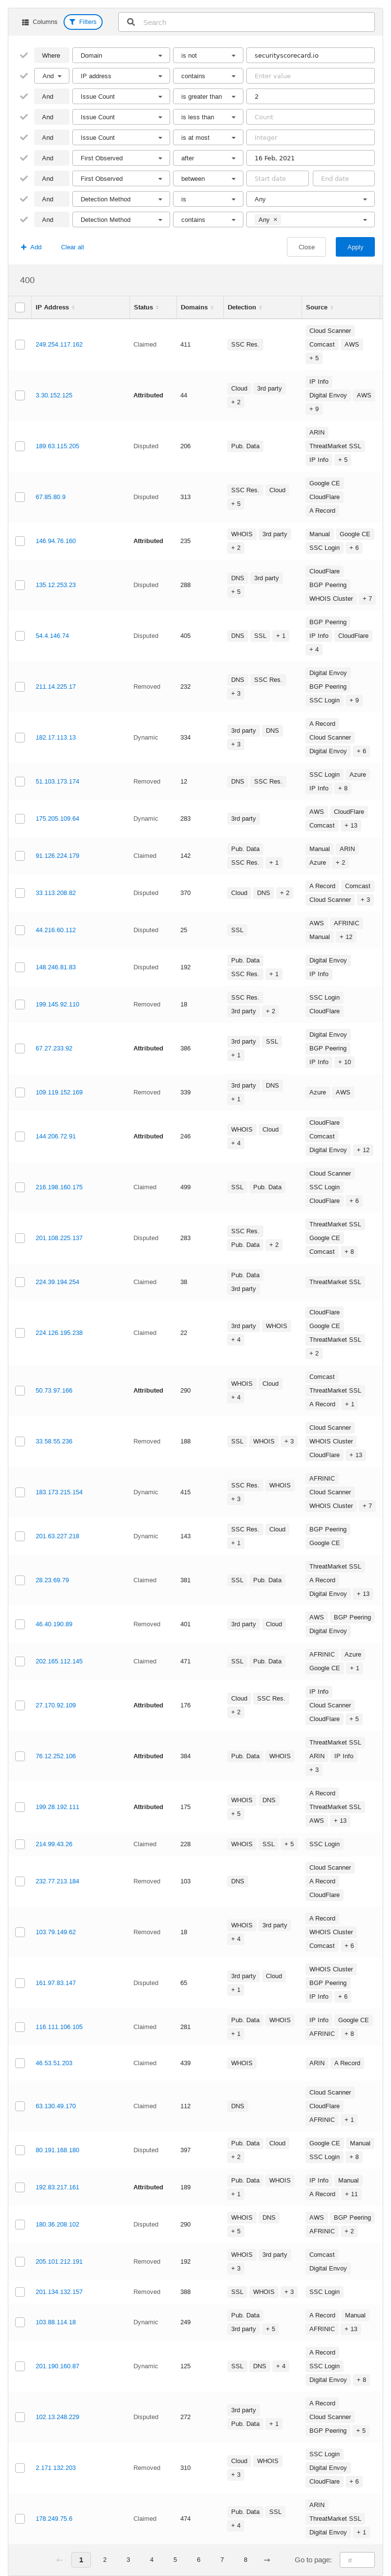 Columns Filters Search
Where Domain is not securityscorecard.io
And IP address contains Enter value
And Issue Count is greater than 2
And Issue Count is less than Count
And Issue Count is at most Integer
And First Observed after 16 Feb, 2021
And First Observed between Start date End date
And Detection Method is Any
And Detection Method contains Any ×
+ Add Clear all Close Apply
400
IP Address Status Domains Detection Source
249.254.117.162 Claimed 411 SSC Res. Cloud Scanner Comcast AWS + 5
3.30.152.125 Attributed 44 Cloud 3rd party + 2 IP Info Digital Envoy AWS + 9
189.63.115.205 Disputed 206 Pub. Data ARIN ThreatMarket SSL IP Info + 5
67.85.80.9 Disputed 313 SSC Res. Cloud + 5 Google CE CloudFlare A Record
146.94.76.160 Attributed 235 WHOIS 3rd party + 2 Manual Google CE SSC Login + 6
135.12.253.23 Disputed 288 DNS 3rd party + 5 CloudFlare BGP Peering WHOIS Cluster + 7
54.4.146.74 Disputed 405 DNS SSL + 1 BGP Peering IP Info CloudFlare + 4
211.14.225.17 Removed 232 DNS SSC Res. + 3 Digital Envoy BGP Peering SSC Login + 9
182.17.113.13 Dynamic 334 3rd party DNS + 3 A Record Cloud Scanner Digital Envoy + 6
51.103.173.174 Removed 12 DNS SSC Res. SSC Login Azure IP Info + 8
175.205.109.64 Dynamic 283 3rd party AWS CloudFlare Comcast + 13
91.126.224.179 Claimed 142 Pub. Data SSC Res. + 1 Manual ARIN Azure + 2
33.113.208.82 Disputed 370 Cloud DNS + 2 A Record Comcast Cloud Scanner + 3
44.216.60.112 Disputed 25 SSL AWS AFRINIC Manual + 12
148.246.81.83 Disputed 192 Pub. Data SSC Res. + 1 Digital Envoy IP Info
199.145.92.110 Removed 18 SSC Res. 3rd party + 2 SSC Login CloudFlare
67.27.233.92 Attributed 386 3rd party SSL + 1 Digital Envoy BGP Peering IP Info + 10
109.119.152.169 Removed 339 3rd party DNS + 1 Azure AWS
144.206.72.91 Attributed 246 WHOIS Cloud + 4 CloudFlare Comcast Digital Envoy + 12
216.198.160.175 Claimed 499 SSL Pub. Data Cloud Scanner SSC Login CloudFlare + 6
201.108.225.137 Disputed 283 SSC Res. Pub. Data + 2 ThreatMarket SSL Google CE Comcast + 8
224.39.194.254 Claimed 38 Pub. Data 3rd party ThreatMarket SSL
224.126.195.238 Claimed 22 3rd party WHOIS + 4 CloudFlare Google CE ThreatMarket SSL + 2
50.73.97.166 Attributed 290 WHOIS Cloud + 4 Comcast ThreatMarket SSL A Record + 1
33.58.55.236 Removed 188 SSL WHOIS + 3 Cloud Scanner WHOIS Cluster CloudFlare + 13
183.173.215.154 Dynamic 415 SSC Res. WHOIS + 3 AFRINIC Cloud Scanner WHOIS Cluster + 7
201.63.227.218 Dynamic 143 SSC Res. Cloud + 1 BGP Peering Google CE
28.23.69.79 Claimed 381 SSL Pub. Data ThreatMarket SSL A Record Digital Envoy + 13
46.40.190.89 Removed 401 3rd party Cloud AWS BGP Peering Digital Envoy
202.165.112.145 Claimed 471 SSL Pub. Data AFRINIC Azure Google CE + 1
27.170.92.109 Attributed 176 Cloud SSC Res. + 2 IP Info Cloud Scanner CloudFlare + 5
76.12.252.106 Attributed 384 Pub. Data WHOIS ThreatMarket SSL ARIN IP Info + 3
199.28.192.111 Attributed 175 WHOIS DNS + 5 A Record ThreatMarket SSL AWS + 13
214.99.43.26 Claimed 228 WHOIS SSL + 5 SSC Login
232.77.213.184 Removed 103 DNS Cloud Scanner A Record CloudFlare
103.79.149.62 Removed 18 WHOIS 3rd party + 4 A Record WHOIS Cluster Comcast + 6
161.97.83.147 Disputed 65 3rd party Cloud + 1 WHOIS Cluster BGP Peering IP Info + 6
116.111.106.105 Claimed 281 Pub. Data WHOIS + 1 IP Info Google CE AFRINIC + 8
46.53.51.203 Claimed 439 WHOIS ARIN A Record
63.130.49.170 Claimed 112 DNS Cloud Scanner CloudFlare AFRINIC + 1
80.191.168.180 Disputed 397 Pub. Data Cloud + 2 Google CE Manual SSC Login + 8
192.83.217.161 Attributed 189 Pub. Data WHOIS + 1 IP Info Manual A Record + 11
180.36.208.102 Disputed 290 WHOIS DNS + 5 AWS BGP Peering AFRINIC + 2
205.101.212.191 Removed 192 WHOIS 3rd party + 3 Comcast Digital Envoy
201.134.132.157 Removed 388 SSL WHOIS + 3 SSC Login
103.88.114.18 Dynamic 249 Pub. Data 3rd party + 5 A Record Manual AFRINIC + 13
201.190.160.87 Dynamic 125 SSL DNS + 4 A Record SSC Login Digital Envoy + 8
102.13.248.229 Disputed 272 3rd party Pub. Data + 1 A Record Cloud Scanner BGP Peering + 5
2.171.132.203 Removed 310 Cloud WHOIS + 3 SSC Login Digital Envoy CloudFlare + 6
178.249.75.6 Claimed 474 Pub. Data SSL + 4 ARIN ThreatMarket SSL Digital Envoy + 1
← 1 2 3 4 5 6 7 8 → Go to page: